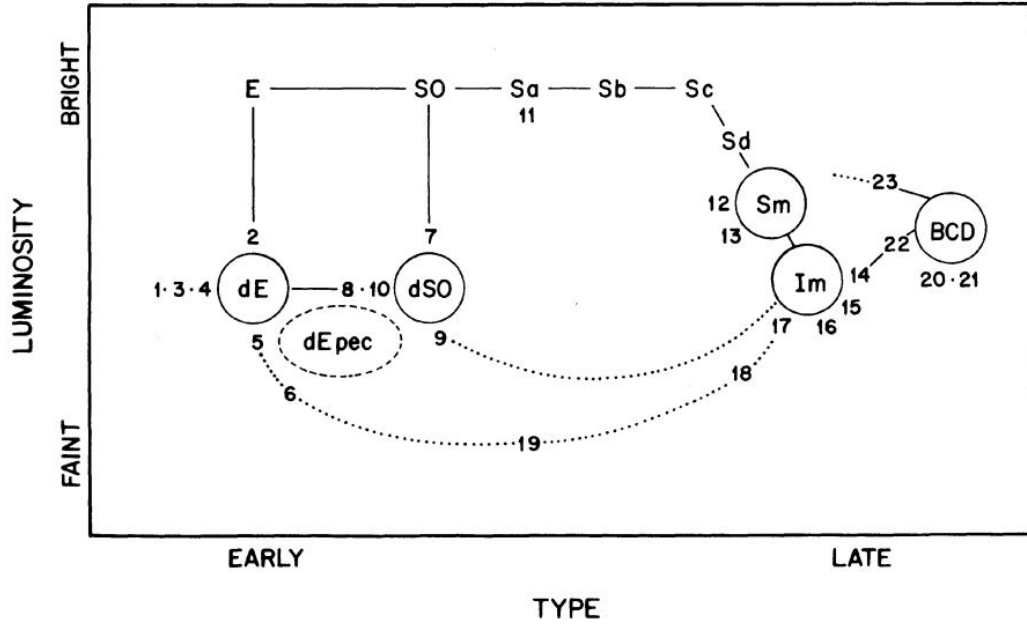 BRIGHT
LUMINOSITY
FAINT
E SO Sa Sb Sc
11
Sd
23
12 Sm
13
BCD
2 7
22
14
20·21
1·3·4 dE 8·10 dSO
Im
15
5 dEpec 9
17 16
6
18
19
EARLY LATE
TYPE